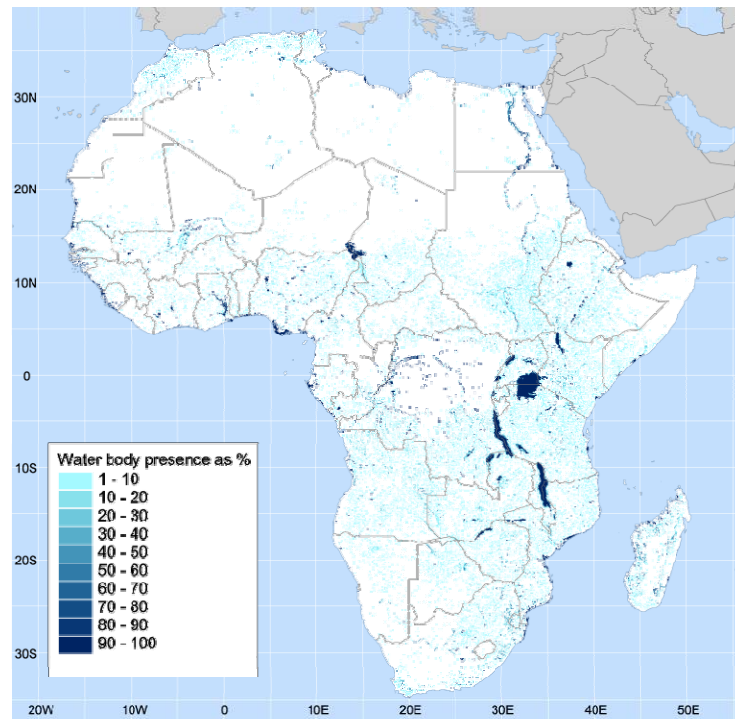 30N
20N
10N
0
10S
20S
30S
Water body presence as %
1 - 10
10 - 20
20 - 30
30 - 40
40 - 50
50 - 60
60 - 70
70 - 80
80 - 90
90 - 100
20W 10W 0 10E 20E 30E 40E 50E